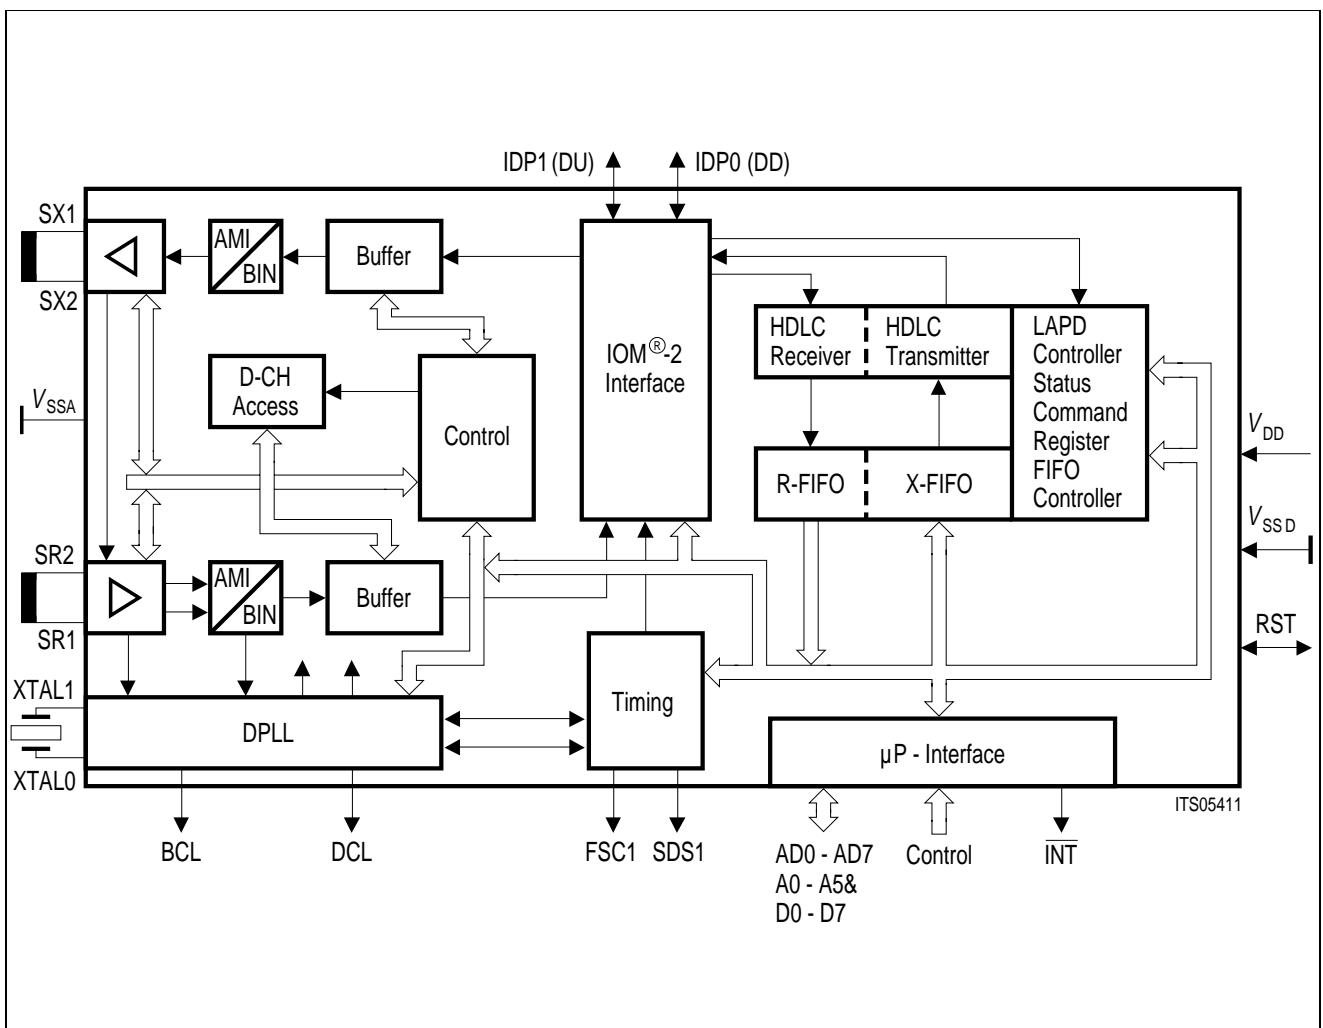 IDP1 (DU)
IDP0 (DD)
SX1
SX2
AMI
BIN
Buffer
IOM®-2
Interface
HDLC
Receiver
HDLC
Transmitter
LAPD
Controller
Status
Command
Register
FIFO
Controller
VSSA
D-CH
Access
Control
R-FIFO
X-FIFO
VDD
VSSD
RST
SR2
SR1
AMI
BIN
Buffer
XTAL1
XTAL0
DPLL
Timing
µP - Interface
ITS05411
BCL
DCL
FSC1
SDS1
AD0 - AD7
A0 - A5&
D0 - D7
Control
INT